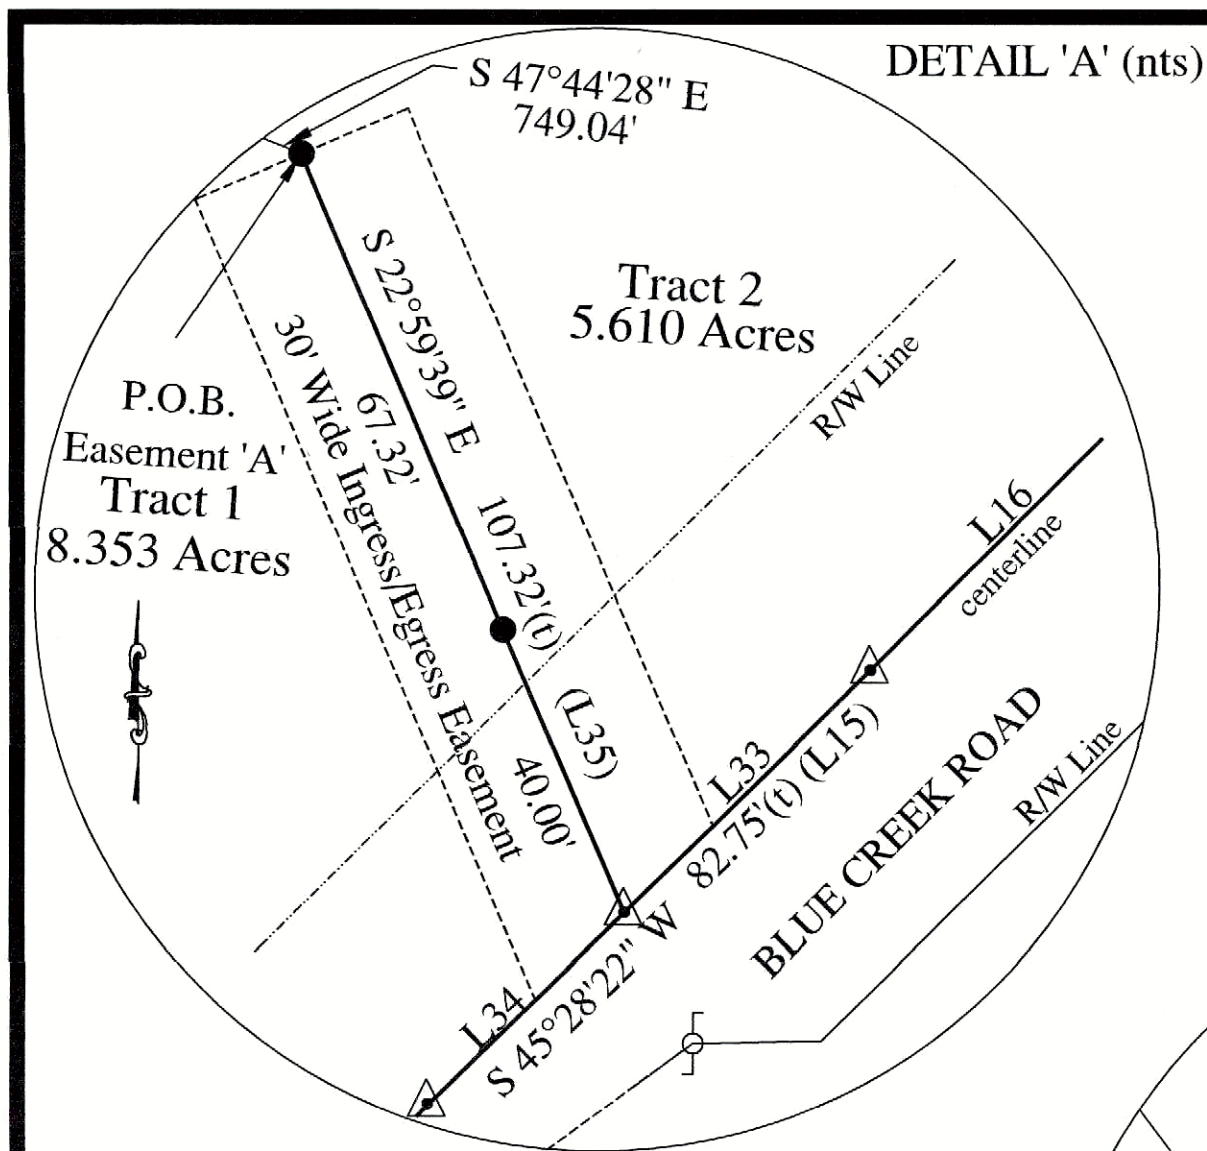 DETAIL 'A' (nts)
S 47°44'28" E
749.04'
S 22°59'39" E
Tract 2
5.610 Acres
R/W Line
P.O.B.
Easement 'A'
Tract 1
8.353 Acres
67.32'
30' Wide Ingress/Egress Easement
107.32'(t)
(L35)
40.00'
L16
centerline
L33
82.75'(t) (L15)
BLUE CREEK ROAD
R/W Line
L34
S 45°28'22" W